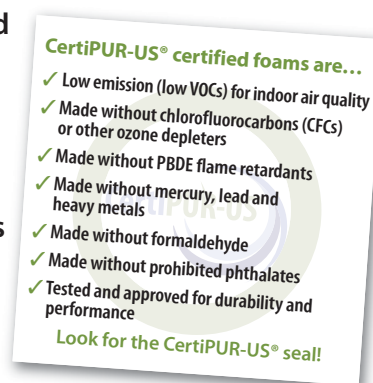 d
CertiPUR-US® certified foams are…
✓ Low emission (low VOCs) for indoor air quality
✓ Made without chlorofluorocarbons (CFCs)
or other ozone depleters
✓ Made without PBDE flame retardants
✓ Made without mercury, lead and
heavy metals
CertiPUR-US
s
✓ Made without formaldehyde
✓ Made without prohibited phthalates
✓ Tested and approved for durability and
performance
Look for the CertiPUR-US® seal!